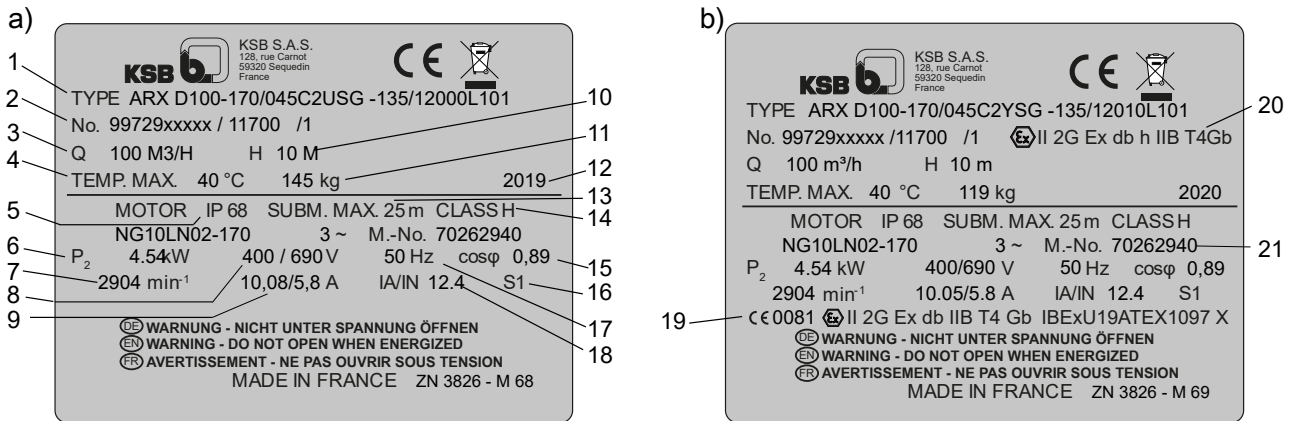 a)
KSB b.
KSB S.A.S.
128, rue Carnot
59320 Sequedin
France
CE
1
TYPE ARX D100-170/045C2USG -135/12000L101
2
No. 99729xxxxx / 11700 /1
10
3
Q 100 M3/H H 10 M
11
4
TEMP. MAX. 40 °C 145 kg 2019
12
13
5
MOTOR IP 68 SUBM. MAX. 25 m CLASS H
14
NG10LN02-170 3 ~ M.-No. 70262940
6
P2 4.54kW 400 / 690 V 50 Hz cosφ 0,89
15
7
2904 min-1 10,08/5,8 A IA/IN 12.4 S1
16
8
17
9
18
DE WARNUNG - NICHT UNTER SPANNUNG ÖFFNEN
EN WARNING - DO NOT OPEN WHEN ENERGIZED
FR AVERTISSEMENT - NE PAS OUVRIR SOUS TENSION
MADE IN FRANCE ZN 3826 - M 68
b)
KSB b.
KSB S.A.S.
128, rue Carnot
59320 Sequedin
France
CE
TYPE ARX D100-170/045C2YSG -135/12010L101
20
No. 99729xxxxx /11700 /1 Ex II 2G Ex db h IIB T4Gb
Q 100 m³/h H 10 m
TEMP. MAX. 40 °C 119 kg 2020
MOTOR IP 68 SUBM. MAX. 25 m CLASS H
NG10LN02-170 3 ~ M.-No. 70262940
21
P2 4.54 kW 400/690 V 50 Hz cosφ 0,89
2904 min-1 10.05/5.8 A IA/IN 12.4 S1
19
CE 0081 Ex II 2G Ex db IIB T4 Gb IBExU19ATEX1097 X
DE WARNUNG - NICHT UNTER SPANNUNG ÖFFNEN
EN WARNING - DO NOT OPEN WHEN ENERGIZED
FR AVERTISSEMENT - NE PAS OUVRIR SOUS TENSION
MADE IN FRANCE ZN 3826 - M 69